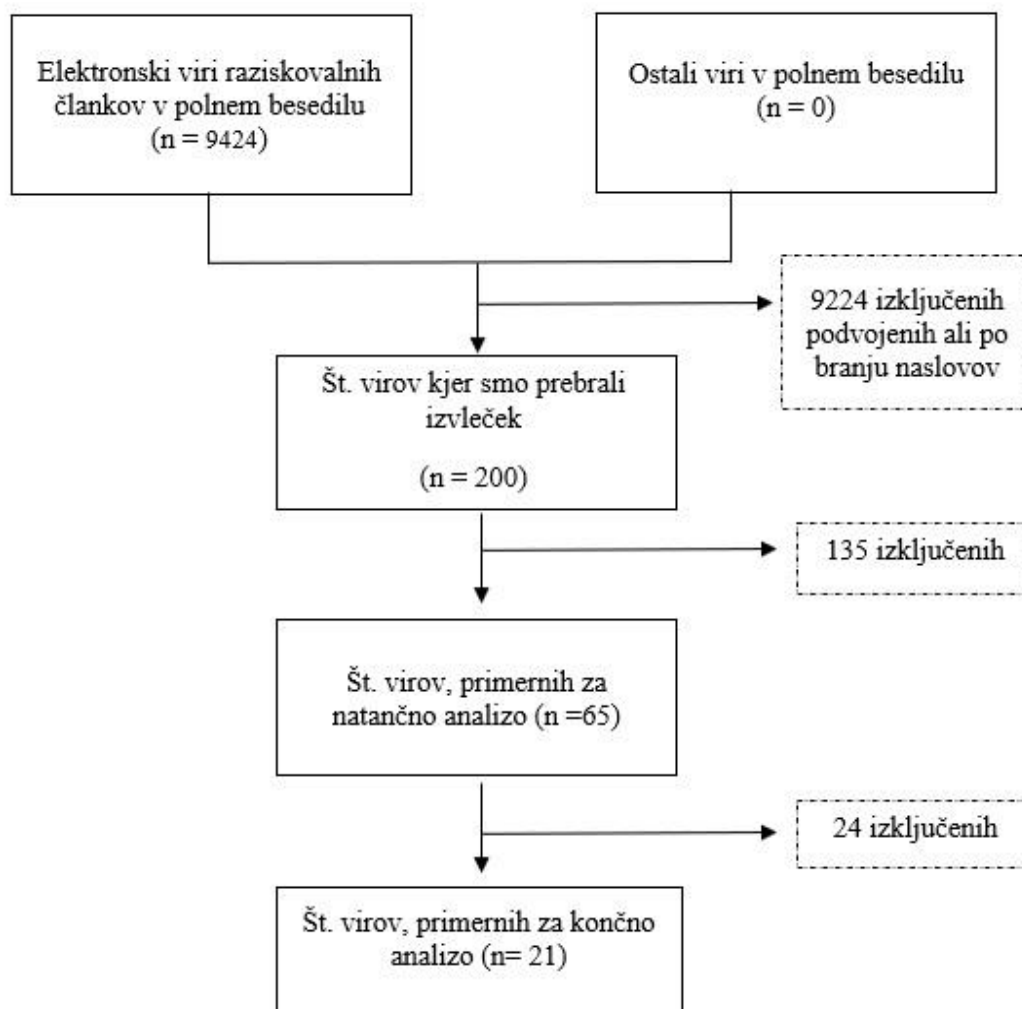 Elektronski viri raziskovalnih
člankov v polnem besedilu
(n = 9424)
Ostali viri v polnem besedilu
(n = 0)
9224 izključenih
podvojenih ali po
branju naslovov
Št. virov kjer smo prebrali
izvleček
(n = 200)
135 izključenih
Št. virov, primernih za
natančno analizo (n =65)
24 izključenih
Št. virov, primernih za končno
analizo (n= 21)